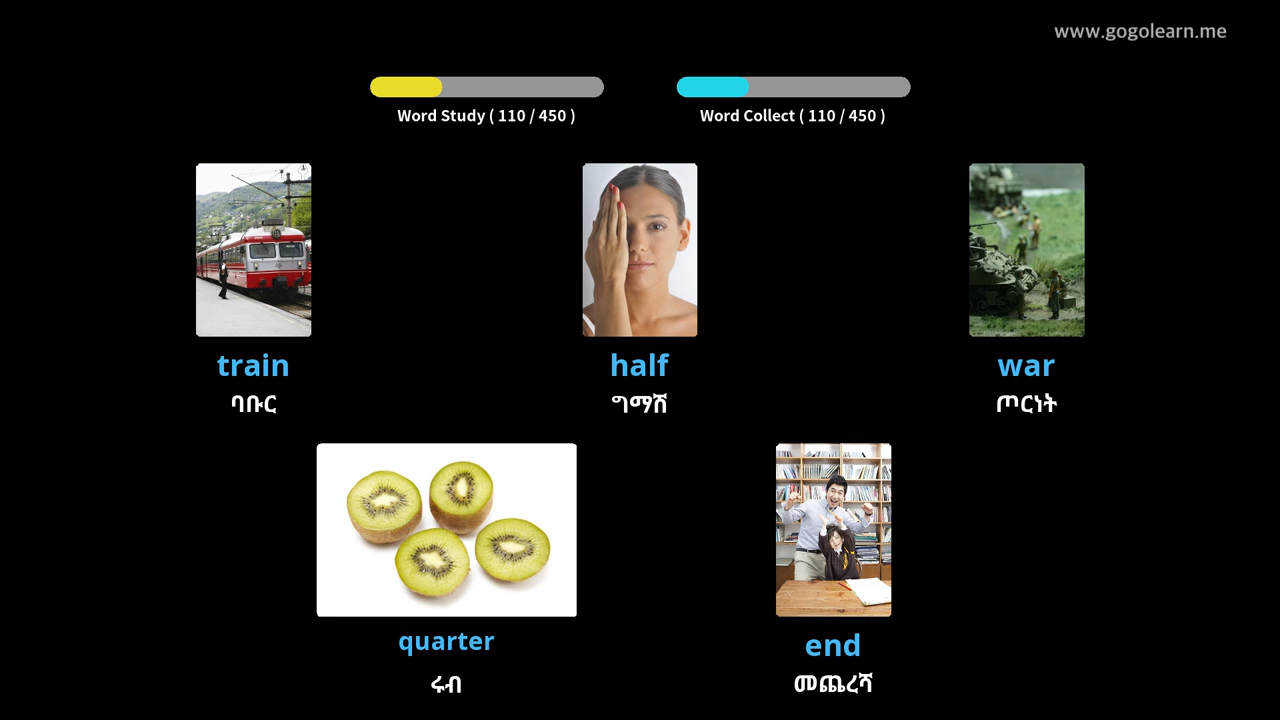 www.gogolearn.me
Word Study ( 110 / 450 )
Word Collect ( 110 / 450 )
train
ባቡር
half
ግማሽ
war
ጦርነት
quarter
ሩብ
end
መጨረሻ